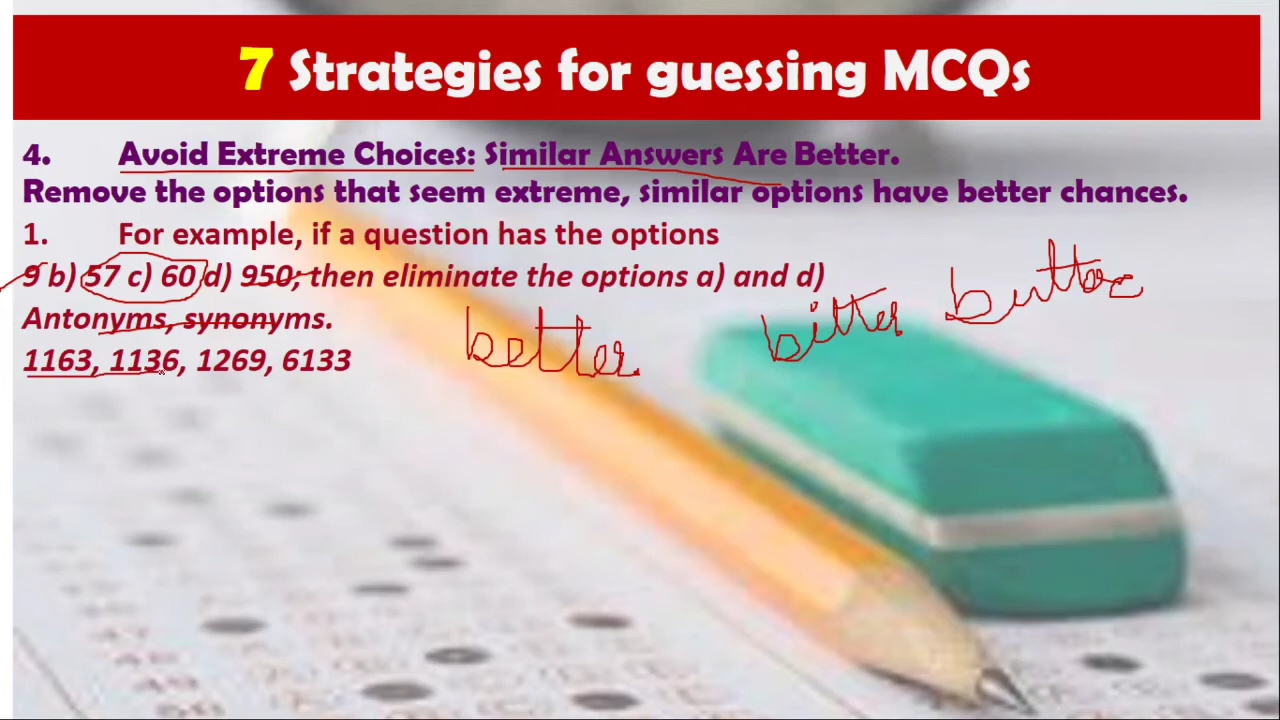 7 Strategies for guessing MCQs
4. Avoid Extreme Choices: Similar Answers Are Better.
Remove the options that seem extreme, similar options have better chances.
1. For example, if a question has the options
9 b) 57 c) 60 d) 950, then eliminate the options a) and d)
Antonyms, synonyms.
1163, 1136, 1269, 6133
better bitter butter